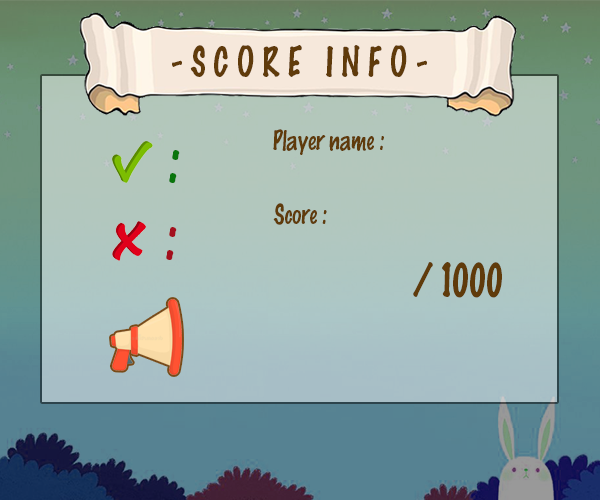 -SCORE INFO-
Player name :
:
Score :
:
/ 1000